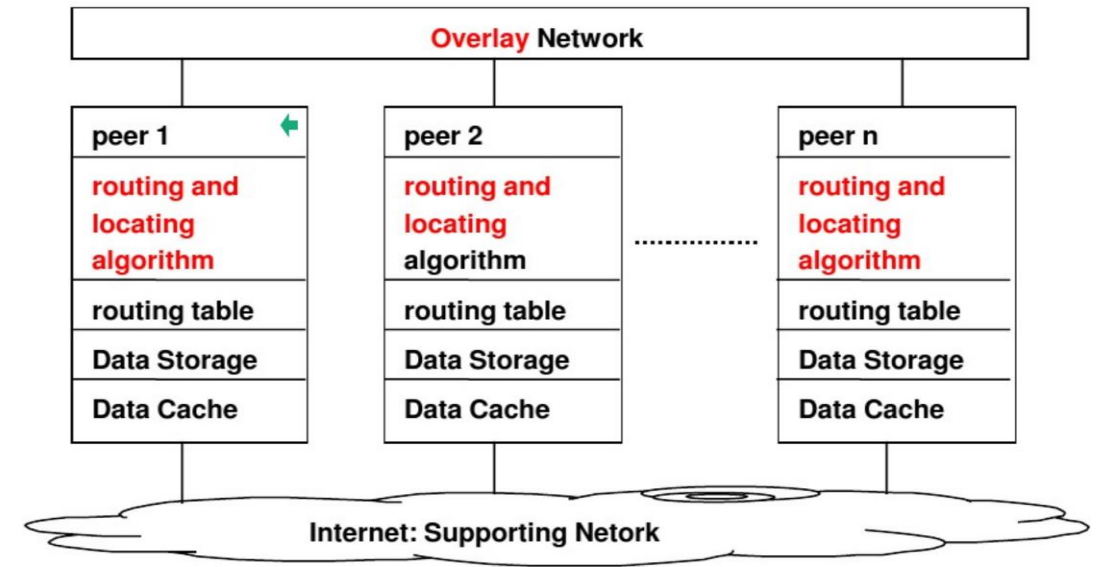 Overlay Network
peer 1
routing and
locating
algorithm
routing table
Data Storage
Data Cache
peer 2
routing and
locating
algorithm
routing table
Data Storage
Data Cache
peer n
routing and
locating
algorithm
routing table
Data Storage
Data Cache
Internet: Supporting Netork